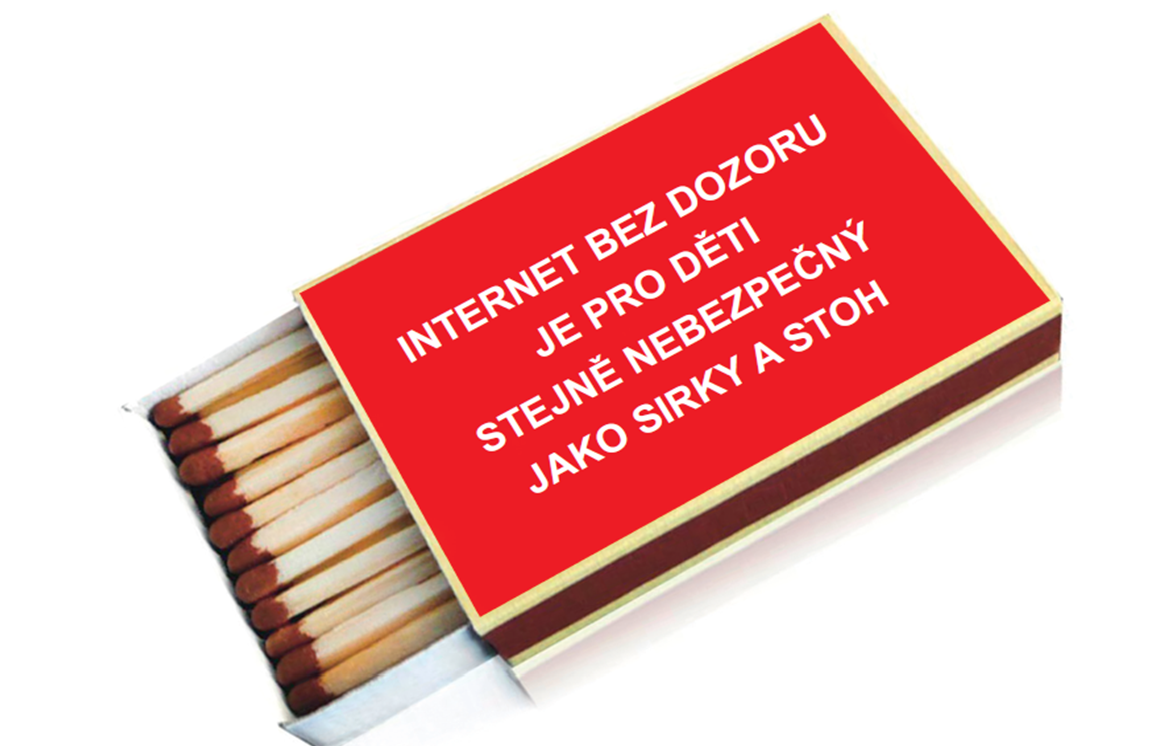 INTERNET BEZ DOZORU
JE PRO DĚTI
STEJNĚ NEBEZPEČNÝ
JAKO SIRKY A STOH